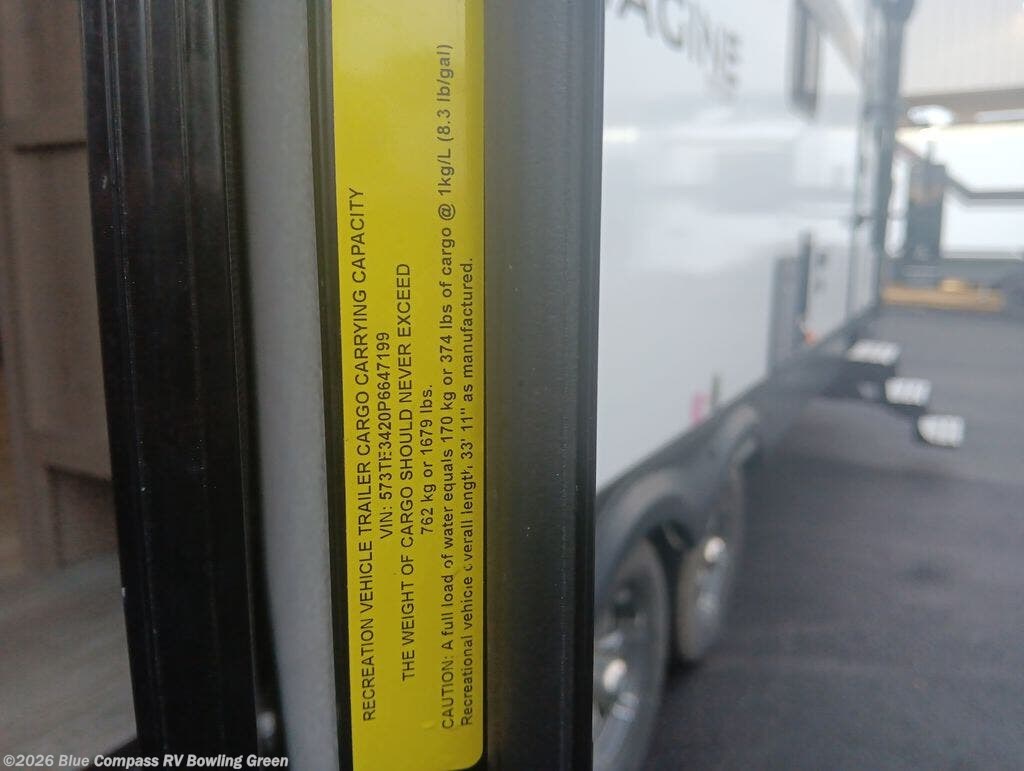 RECREATION VEHICLE TRAILER CARGO CARRYING CAPACITY
VIN: 573TE3420P6647199
THE WEIGHT OF CARGO SHOULD NEVER EXCEED
762 kg or 1679 lbs.
CAUTION: A full load of water equals 170 kg or 374 lbs of cargo @ 1kg/L (8.3 lb/gal)
Recreational vehicle overall length 33' 11" as manufactured.
AGINE
©2026 Blue Compass RV Bowling Green